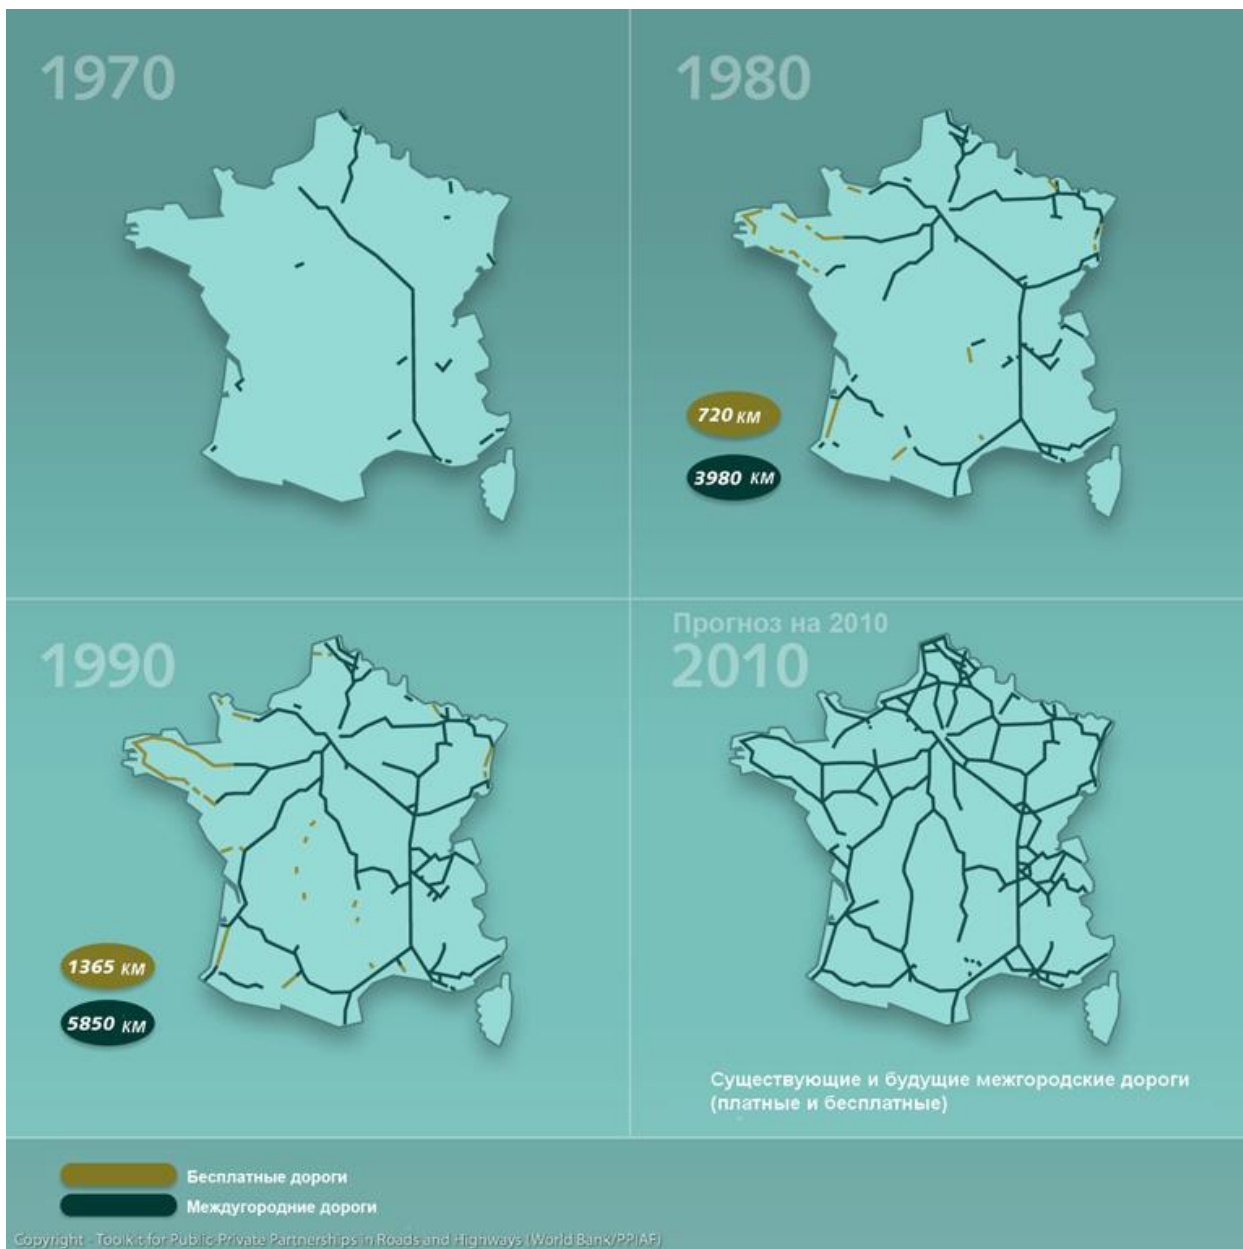 1970
1980
720 КМ
3980 КМ
1990
1365 КМ
5850 КМ
Прогноз на 2010
2010
Существующие и будущие межгородские дороги
(платные и бесплатные)
Бесплатные дороги
Междугородние дороги
Copyright - Toolkit for Public-Private Partnerships in Roads and Highways (World Bank/PPIAF)